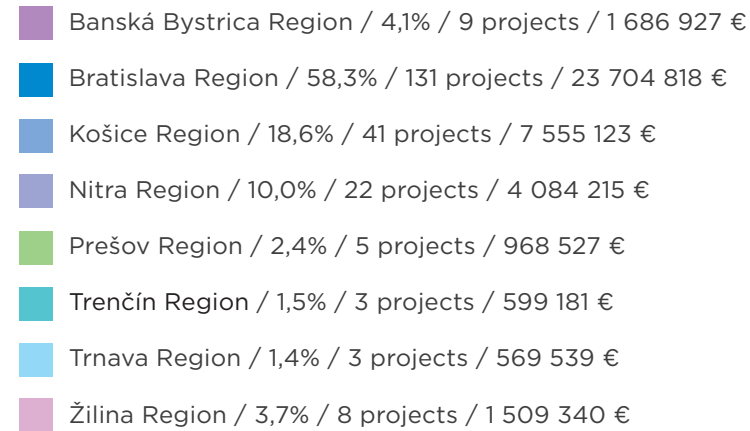 Banská Bystrica Region / 4,1% / 9 projects / 1 686 927 €
Bratislava Region / 58,3% / 131 projects / 23 704 818 €
Košice Region / 18,6% / 41 projects / 7 555 123 €
Nitra Region / 10,0% / 22 projects / 4 084 215 €
Prešov Region / 2,4% / 5 projects / 968 527 €
Trenčín Region / 1,5% / 3 projects / 599 181 €
Trnava Region / 1,4% / 3 projects / 569 539 €
Žilina Region / 3,7% / 8 projects / 1 509 340 €